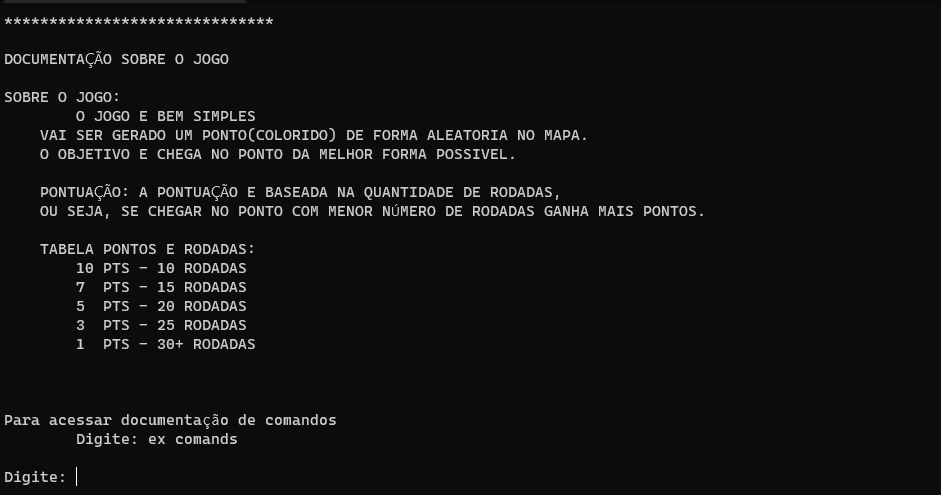 ******************************
DOCUMENTAÇÃO SOBRE O JOGO
SOBRE O JOGO:
O JOGO E BEM SIMPLES
VAI SER GERADO UM PONTO(COLORIDO) DE FORMA ALEATORIA NO MAPA.
O OBJETIVO E CHEGA NO PONTO DA MELHOR FORMA POSSIVEL.
PONTUAÇÃO: A PONTUAÇÃO E BASEADA NA QUANTIDADE DE RODADAS,
OU SEJA, SE CHEGAR NO PONTO COM MENOR NÚMERO DE RODADAS GANHA MAIS PONTOS.
TABELA PONTOS E RODADAS:
10 PTS - 10 RODADAS
7  PTS - 15 RODADAS
5  PTS - 20 RODADAS
3  PTS - 25 RODADAS
1  PTS - 30+ RODADAS
Para acessar documentação de comandos
Digite: ex comands
Digite: